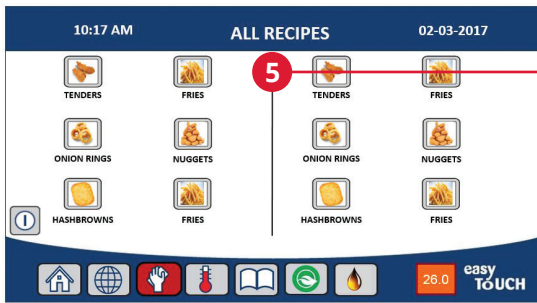 10:17 AM ALL RECIPES 02-03-2017
5
TENDERS FRIES TENDERS FRIES
ONION RINGS NUGGETS ONION RINGS NUGGETS
HASHBROWNS FRIES HASHBROWNS FRIES
26.0 easy
TOUCH